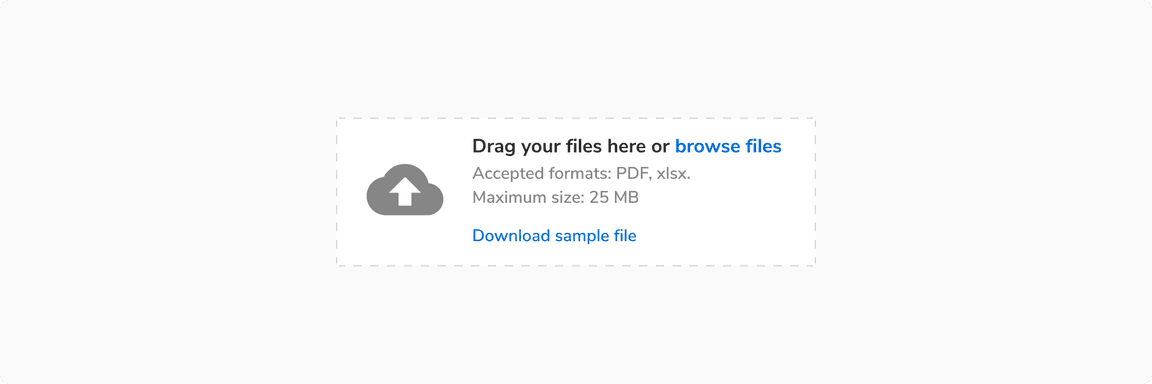 Drag your files here or browse files
Accepted formats: PDF, xlsx.
Maximum size: 25 MB
Download sample file